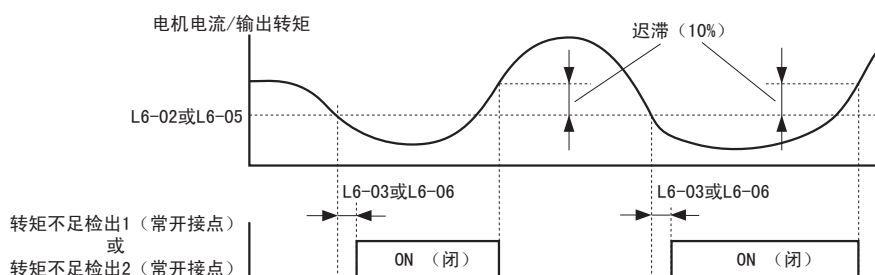 电机电流/输出转矩
迟滞（10%）
L6-02或L6-05
L6-03或L6-06
L6-03或L6-06
转矩不足检出1（常开接点）
或
转矩不足检出2（常开接点）
ON （闭）
ON （闭）